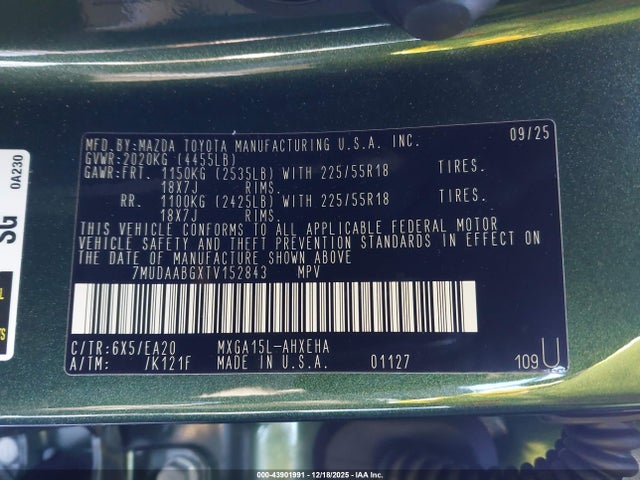 MFD.BY:MAZDA TOYOTA MANUFACTURING U.S.A. INC. 09/25
GVWR:2020KG (4455LB)
GAWR:FRT. 1150KG (2535LB) WITH 225/55R18 TIRES.
18X7J RIMS.
RR. 1100KG (2425LB) WITH 225/55R18 TIRES.
18X7J RIMS.
THIS VEHICLE CONFORMS TO ALL APPLICABLE FEDERAL MOTOR
VEHICLE SAFETY AND THEFT PREVENTION STANDARDS IN EFFECT ON
THE DATE OF MANUFACTURE SHOWN ABOVE
7MUDAABGXTV152843 MPV
C/TR:6X5/EA20 MXGA15L-AHXEHA
A/TM: /K121F MADE IN U.S.A. 01127 109U
0A230
SG
000-43901991 - 12/18/2025 - IAA Inc.